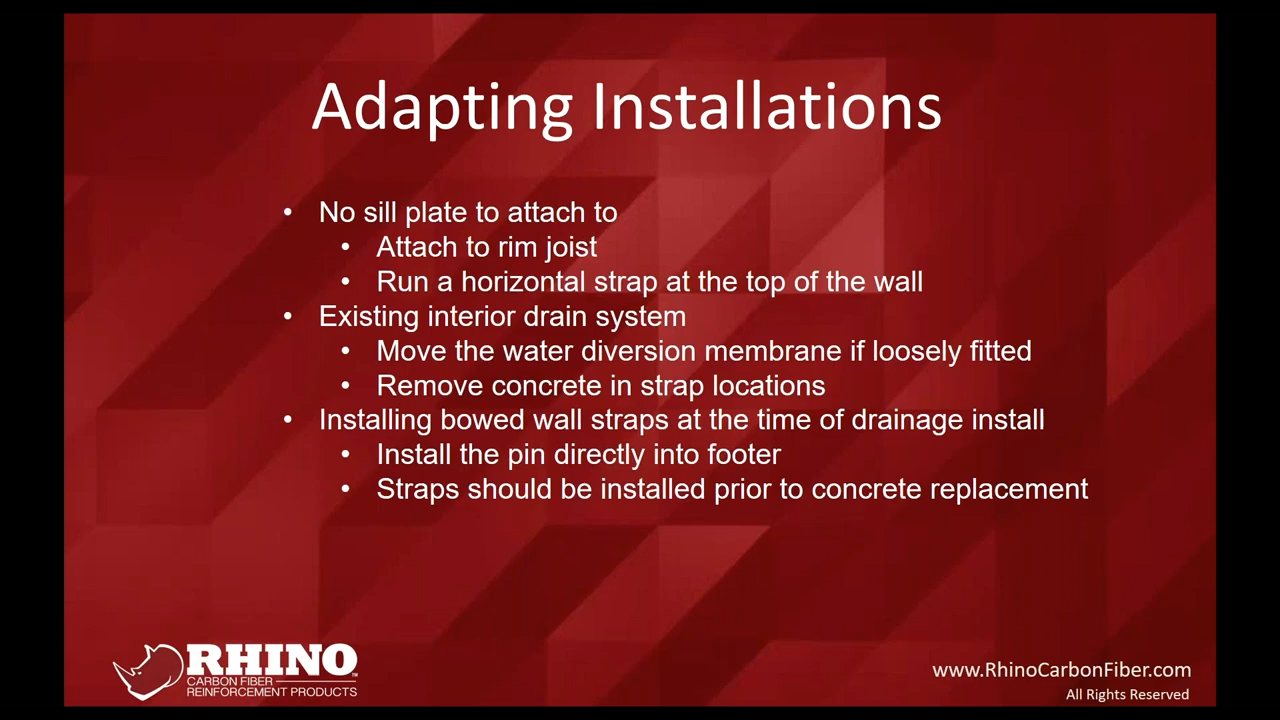 Adapting Installations
• No sill plate to attach to
• Attach to rim joist
• Run a horizontal strap at the top of the wall
• Existing interior drain system
• Move the water diversion membrane if loosely fitted
• Remove concrete in strap locations
• Installing bowed wall straps at the time of drainage install
• Install the pin directly into footer
• Straps should be installed prior to concrete replacement
RHINO™
CARBON FIBER
REINFORCEMENT PRODUCTS
www.RhinoCarbonFiber.com
All Rights Reserved